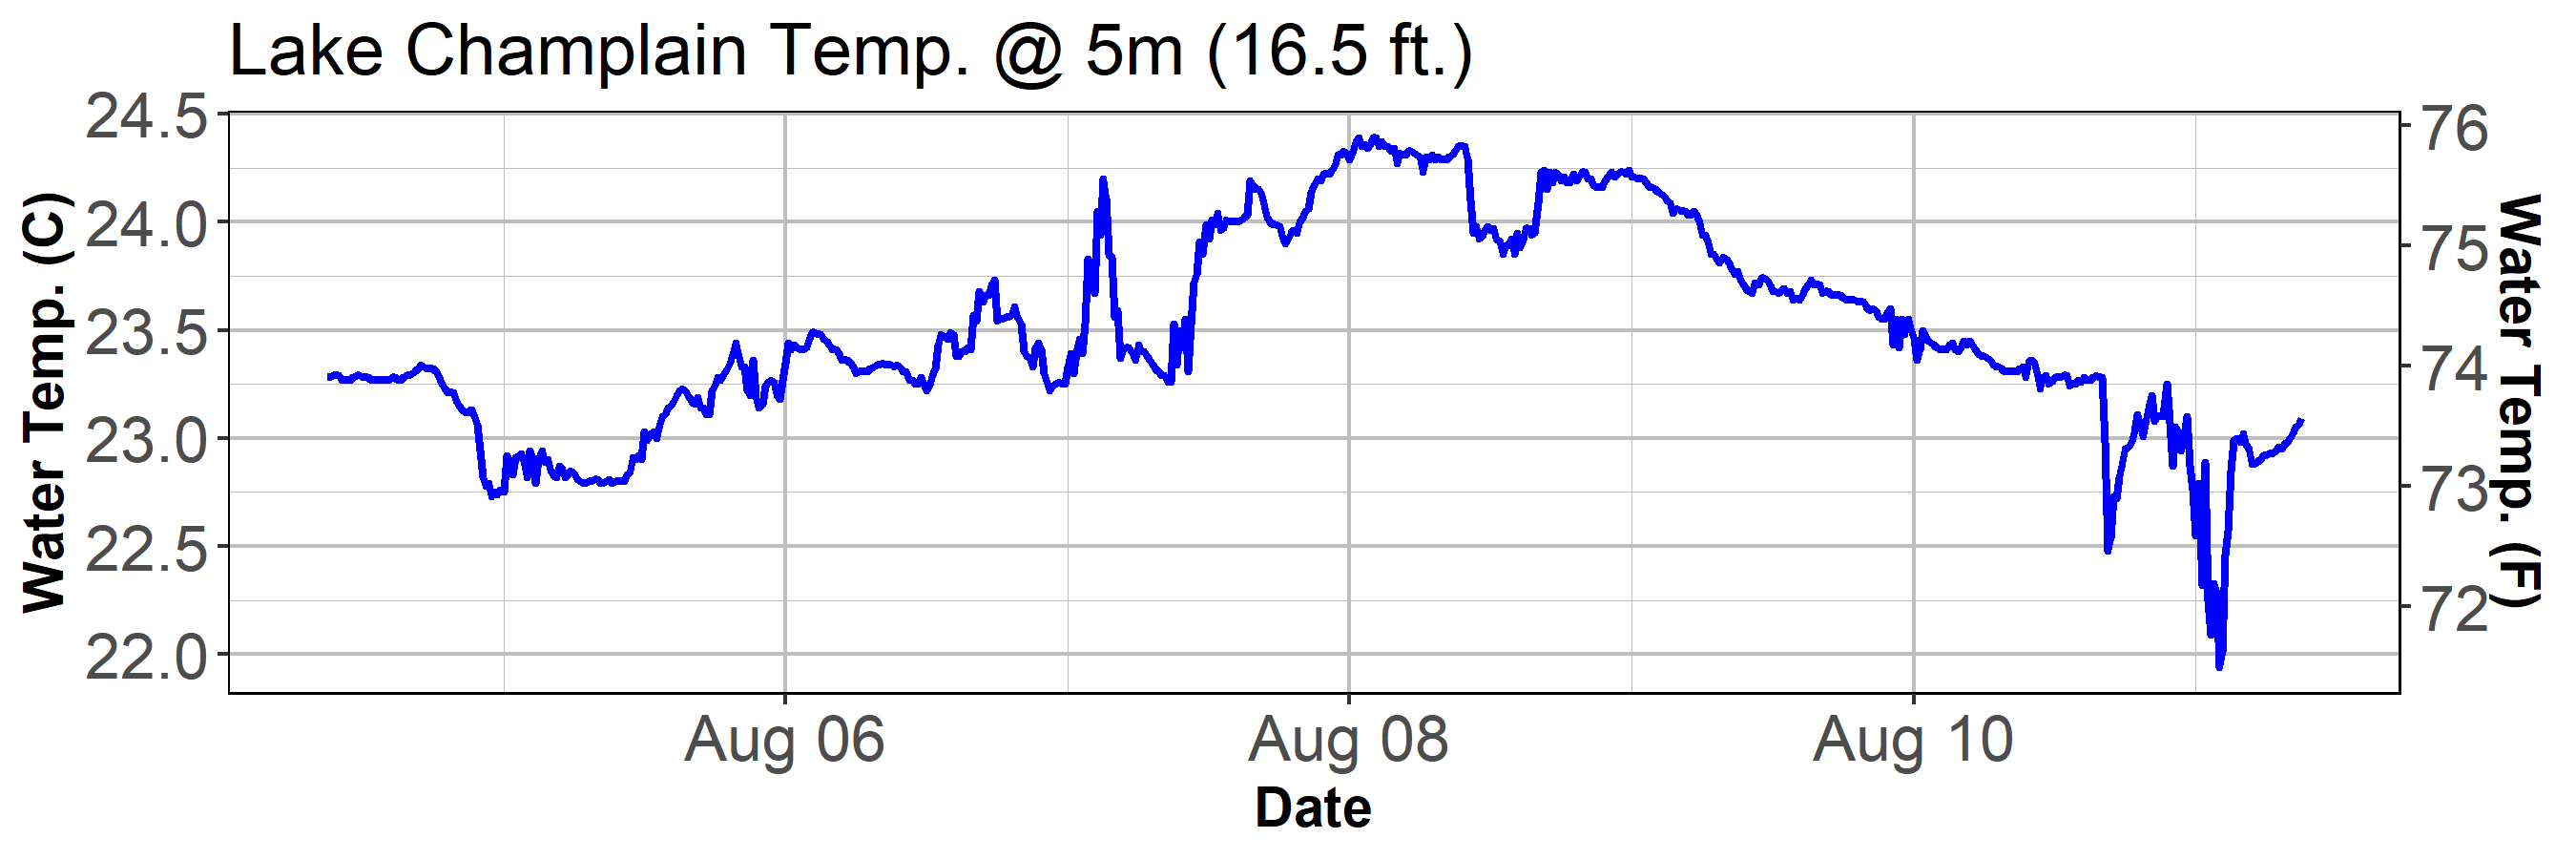 Lake Champlain Temp. @ 5m (16.5 ft.)
Water Temp. (C)
24.5
24.0
23.5
23.0
22.5
22.0
76
75
74
73
72
Water Temp. (F)
Aug 06 Aug 08 Aug 10
Date